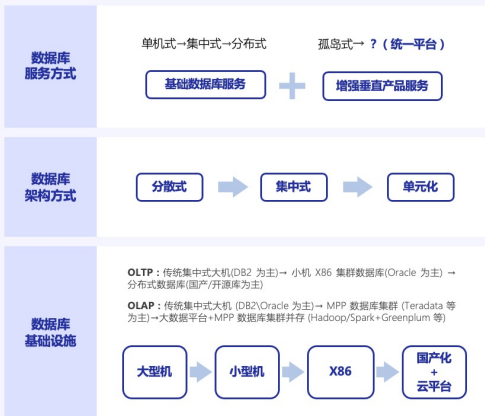 数据库
服务方式
单机式→集中式→分布式
孤岛式→ ？( 统一平台 )
基础数据库服务
增强垂直产品服务
数据库
架构方式
分散式
集中式
单元化
数据库
基础设施
OLTP：传统集中式大机(DB2 为主)→ 小机 X86 集群数据库(Oracle 为主) →
分布式数据库(国产/开源库为主)
OLAP：传统集中式大机 (DB2\Oracle 为主)→ MPP 数据库集群 (Teradata 等
为主)→大数据平台+MPP 数据库集群并存 (Hadoop/Spark+Greenplum 等)
大型机
小型机
X86
国产化
+
云平台